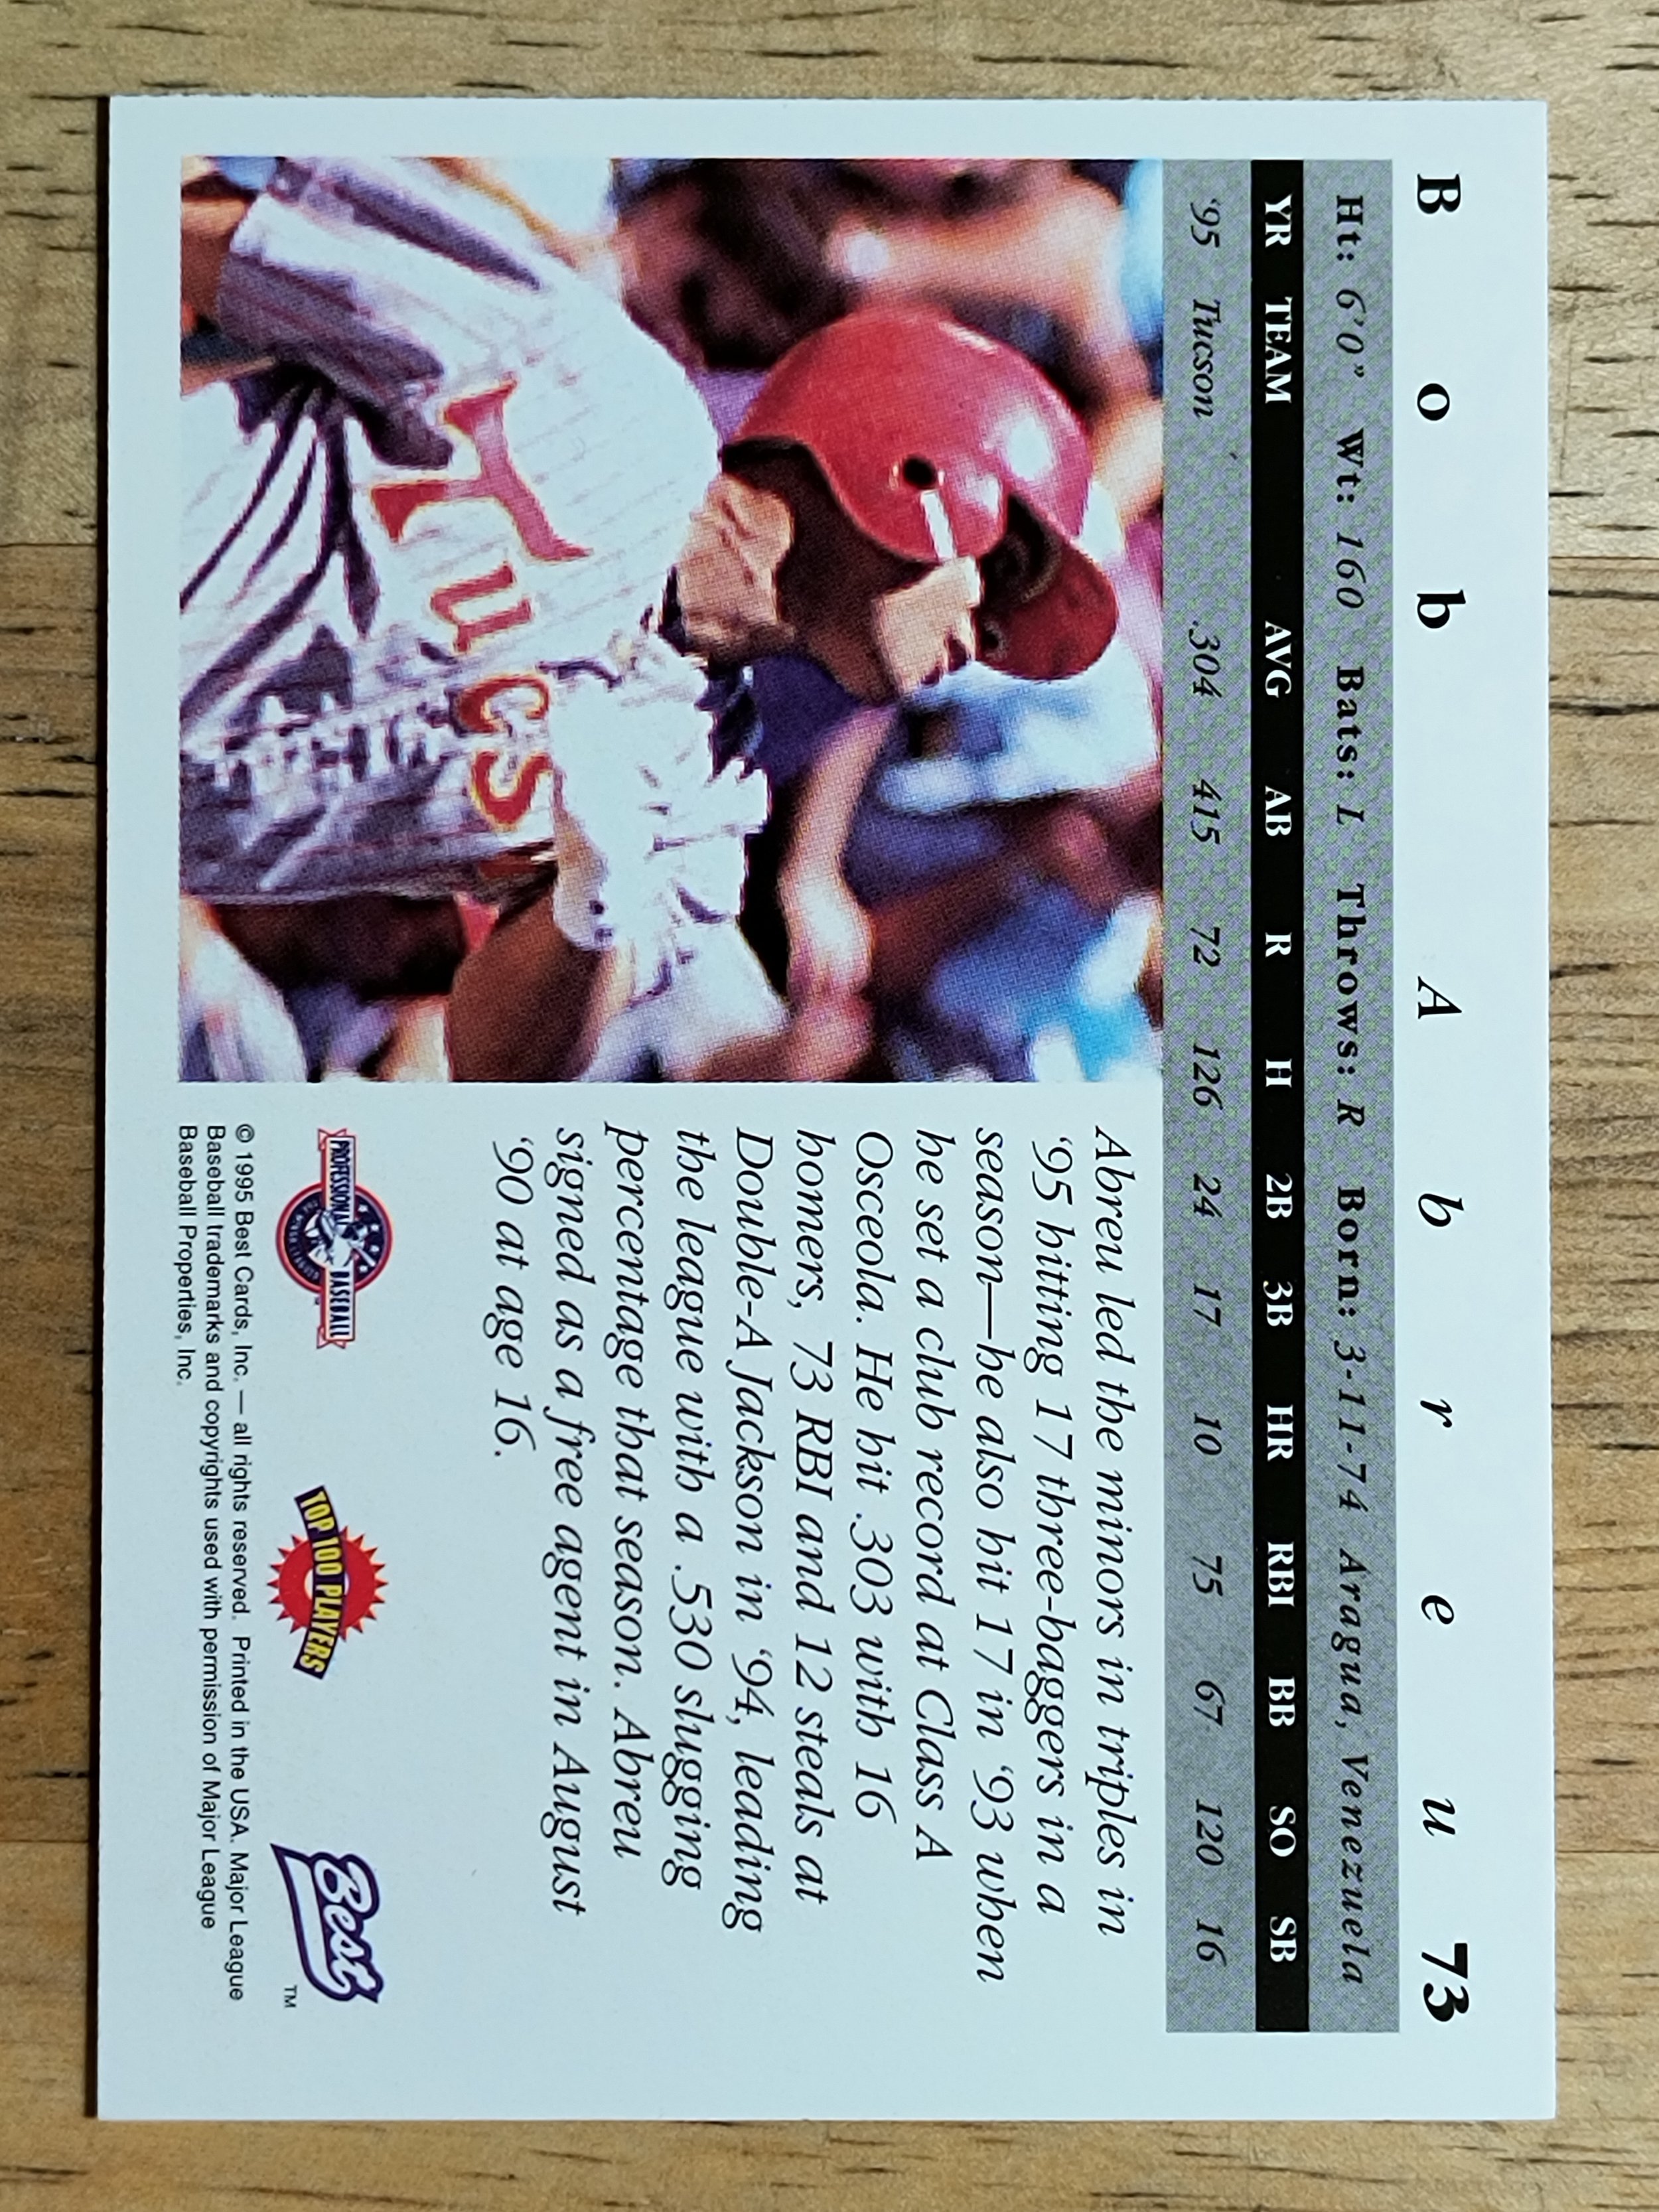 Bob Abreu 73
Ht: 6'0" Wt: 160 Bats: L Throws: R Born: 3-11-74 Aragua, Venezuela
YR TEAM AVG AB R H 2B 3B HR RBI BB SO SB
'95 Tucson .304 415 72 126 24 17 10 75 67 120 16
Tucs
Abreu led the minors in triples in
'95 hitting 17 three-baggers in a
season—he also hit 17 in '93 when
he set a club record at Class A
Osceola. He hit .303 with 16
homers, 73 RBI and 12 steals at
Double-A Jackson in '94, leading
the league with a .530 slugging
percentage that season. Abreu
signed as a free agent in August
'90 at age 16.
PROFESSIONAL BASEBALL
TOP 100 PLAYERS
Best TM
© 1995 Best Cards, Inc. — all rights reserved. Printed in the USA. Major League
Baseball trademarks and copyrights used with permission of Major League
Baseball Properties, Inc.